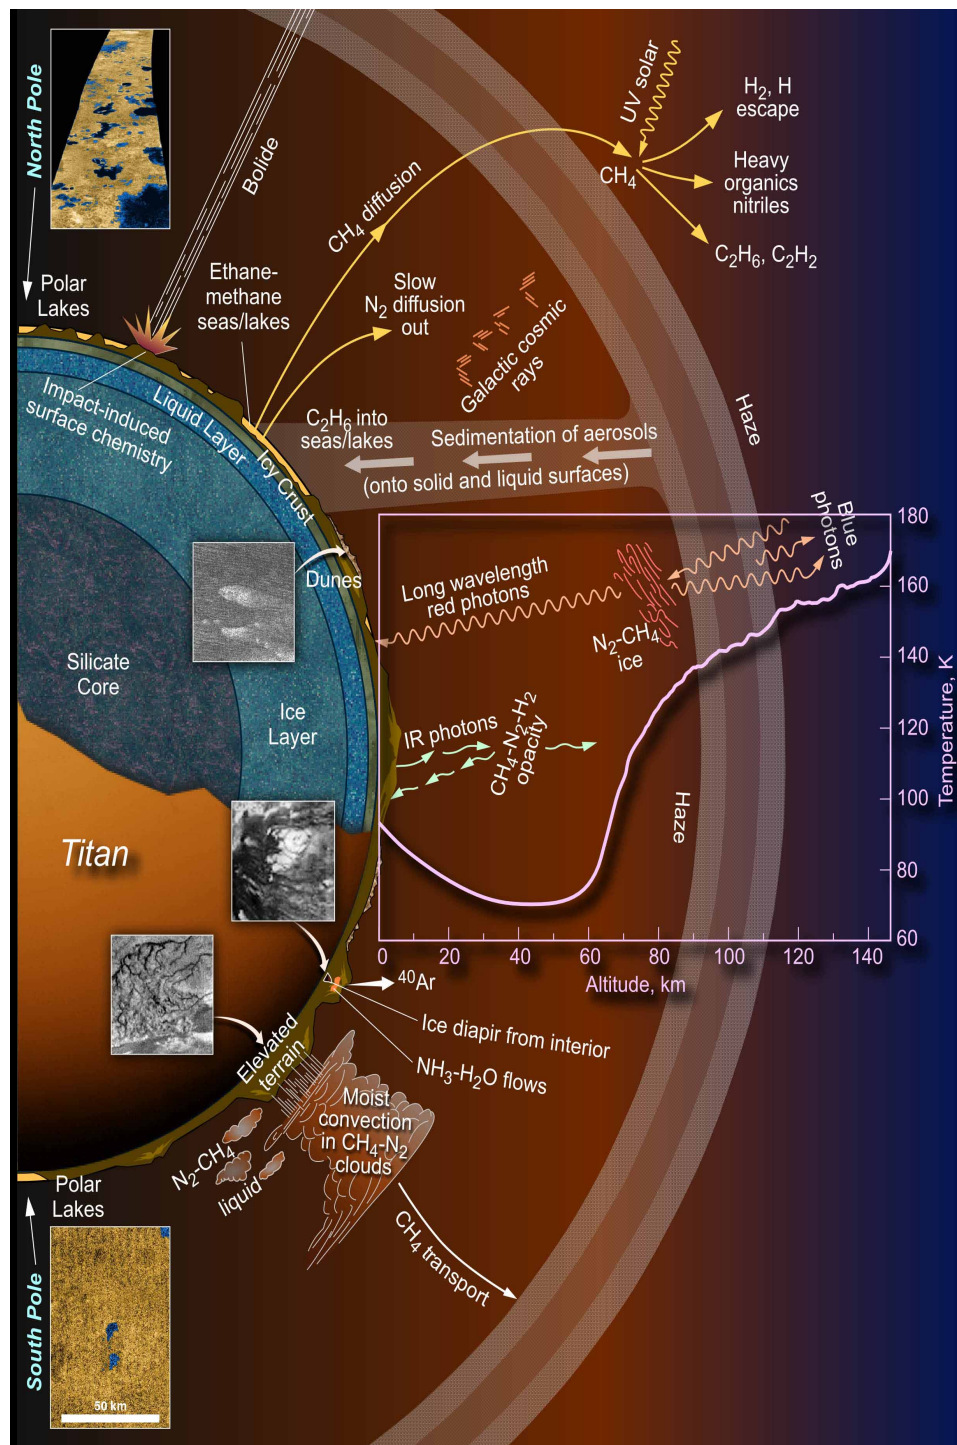 North Pole
Polar
Lakes
Bolide
Ethane-
methane
seas/lakes
CH₄ diffusion
Slow
N₂ diffusion
out
UV solar
CH₄
H₂, H
escape
Heavy
organics
nitriles
C₂H₆, C₂H₂
Galactic cosmic
rays
Impact-induced
surface chemistry
Liquid Layer
Icy Crust
C₂H₆ into
seas/lakes
Sedimentation of aerosols
(onto solid and liquid surfaces)
Haze
Dunes
Silicate
Core
Ice
Layer
Long wavelength
red photons
Blue
photons
N₂-CH₄
ice
IR photons
CH₄-N₂-H₂
opacity
Haze
180
160
140
120
100
80
60
Temperature, K
0
20
40
60
80
100
120
140
Altitude, km
Titan
⁴⁰Ar
Ice diapir from interior
NH₃-H₂O flows
Elevated
terrain
Moist
convection
in CH₄-N₂
clouds
N₂-CH₄
liquid
CH₄ transport
Polar
Lakes
South Pole
50 km